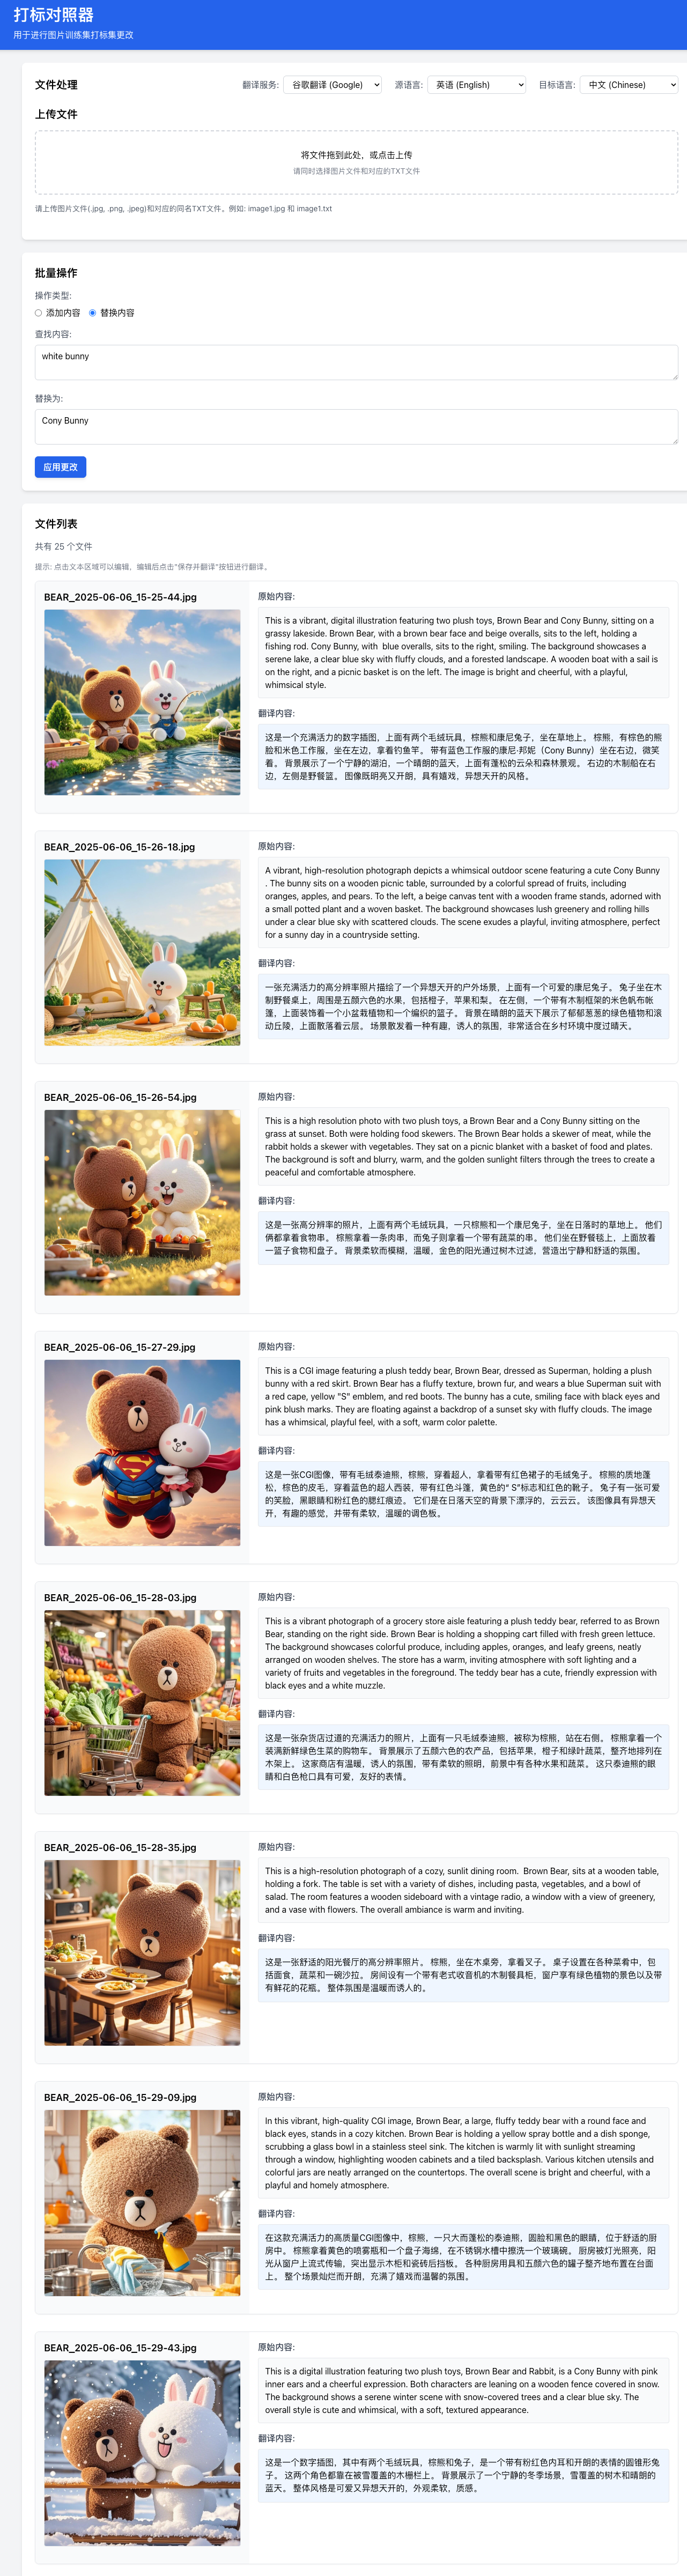 打标对照器
用于进行图片训练集打标集更改
文件处理
翻译服务: 谷歌翻译 (Google) 源语言: 英语 (English) 目标语言: 中文 (Chinese)
上传文件
将文件拖到此处，或点击上传
请同时选择图片文件和对应的TXT文件
请上传图片文件(.jpg, .png, .jpeg)和对应的同名TXT文件。例如: image1.jpg 和 image1.txt
批量操作
操作类型:
添加内容 替换内容
查找内容:
white bunny
替换为:
Cony Bunny
应用更改
文件列表
共有 25 个文件
提示: 点击文本区域可以编辑，编辑后点击"保存并翻译"按钮进行翻译。
BEAR_2025-06-06_15-25-44.jpg
原始内容:
This is a vibrant, digital illustration featuring two plush toys, Brown Bear and Cony Bunny, sitting on a
grassy lakeside. Brown Bear, with a brown bear face and beige overalls, sits to the left, holding a
fishing rod. Cony Bunny, with  blue overalls, sits to the right, smiling. The background showcases a
serene lake, a clear blue sky with fluffy clouds, and a forested landscape. A wooden boat with a sail is
on the right, and a picnic basket is on the left. The image is bright and cheerful, with a playful,
whimsical style.
翻译内容:
这是一个充满活力的数字插图，上面有两个毛绒玩具，棕熊和康尼兔子，坐在草地上。 棕熊，有棕色的熊
脸和米色工作服，坐在左边，拿着钓鱼竿。 带有蓝色工作服的康尼·邦妮（Cony Bunny）坐在右边，微笑
着。 背景展示了一个宁静的湖泊，一个晴朗的蓝天，上面有蓬松的云朵和森林景观。 右边的木制船在右
边，左侧是野餐篮。 图像既明亮又开朗，具有嬉戏，异想天开的风格。
BEAR_2025-06-06_15-26-18.jpg
原始内容:
A vibrant, high-resolution photograph depicts a whimsical outdoor scene featuring a cute Cony Bunny
. The bunny sits on a wooden picnic table, surrounded by a colorful spread of fruits, including
oranges, apples, and pears. To the left, a beige canvas tent with a wooden frame stands, adorned with
a small potted plant and a woven basket. The background showcases lush greenery and rolling hills
under a clear blue sky with scattered clouds. The scene exudes a playful, inviting atmosphere, perfect
for a sunny day in a countryside setting.
翻译内容:
一张充满活力的高分辨率照片描绘了一个异想天开的户外场景，上面有一个可爱的康尼兔子。 兔子坐在木
制野餐桌上，周围是五颜六色的水果，包括橙子，苹果和梨。 在左侧，一个带有木制框架的米色帆布帐
篷，上面装饰着一个小盆栽植物和一个编织的篮子。 背景在晴朗的蓝天下展示了郁郁葱葱的绿色植物和滚
动丘陵，上面散落着云层。 场景散发着一种有趣，诱人的氛围，非常适合在乡村环境中度过晴天。
BEAR_2025-06-06_15-26-54.jpg
原始内容:
This is a high resolution photo with two plush toys, a Brown Bear and a Cony Bunny sitting on the
grass at sunset. Both were holding food skewers. The Brown Bear holds a skewer of meat, while the
rabbit holds a skewer with vegetables. They sat on a picnic blanket with a basket of food and plates.
The background is soft and blurry, warm, and the golden sunlight filters through the trees to create a
peaceful and comfortable atmosphere.
翻译内容:
这是一张高分辨率的照片，上面有两个毛绒玩具，一只棕熊和一个康尼兔子，坐在日落时的草地上。 他们
俩都拿着食物串。 棕熊拿着一条肉串，而兔子则拿着一个带有蔬菜的串。 他们坐在野餐毯上，上面放着
一篮子食物和盘子。 背景柔软而模糊，温暖，金色的阳光通过树木过滤，营造出宁静和舒适的氛围。
BEAR_2025-06-06_15-27-29.jpg
原始内容:
This is a CGI image featuring a plush teddy bear, Brown Bear, dressed as Superman, holding a plush
bunny with a red skirt. Brown Bear has a fluffy texture, brown fur, and wears a blue Superman suit with
a red cape, yellow "S" emblem, and red boots. The bunny has a cute, smiling face with black eyes and
pink blush marks. They are floating against a backdrop of a sunset sky with fluffy clouds. The image
has a whimsical, playful feel, with a soft, warm color palette.
翻译内容:
这是一张CGI图像，带有毛绒泰迪熊，棕熊，穿着超人，拿着带有红色裙子的毛绒兔子。 棕熊的质地蓬
松，棕色的皮毛，穿着蓝色的超人西装，带有红色斗篷，黄色的" S"标志和红色的靴子。 兔子有一张可爱
的笑脸，黑眼睛和粉红色的腮红痕迹。 它们是在日落天空的背景下漂浮的，云云云。 该图像具有异想天
开，有趣的感觉，并带有柔软，温暖的调色板。
BEAR_2025-06-06_15-28-03.jpg
原始内容:
This is a vibrant photograph of a grocery store aisle featuring a plush teddy bear, referred to as Brown
Bear, standing on the right side. Brown Bear is holding a shopping cart filled with fresh green lettuce.
The background showcases colorful produce, including apples, oranges, and leafy greens, neatly
arranged on wooden shelves. The store has a warm, inviting atmosphere with soft lighting and a
variety of fruits and vegetables in the foreground. The teddy bear has a cute, friendly expression with
black eyes and a white muzzle.
翻译内容:
这是一张杂货店过道的充满活力的照片，上面有一只毛绒泰迪熊，被称为棕熊，站在右侧。 棕熊拿着一个
装满新鲜绿色生菜的购物车。 背景展示了五颜六色的农产品，包括苹果，橙子和绿叶蔬菜，整齐地排列在
木架上。 这家商店有温暖，诱人的氛围，带有柔软的照明，前景中有各种水果和蔬菜。 这只泰迪熊的眼
睛和白色枪口具有可爱，友好的表情。
BEAR_2025-06-06_15-28-35.jpg
原始内容:
This is a high-resolution photograph of a cozy, sunlit dining room.  Brown Bear, sits at a wooden table,
holding a fork. The table is set with a variety of dishes, including pasta, vegetables, and a bowl of
salad. The room features a wooden sideboard with a vintage radio, a window with a view of greenery,
and a vase with flowers. The overall ambiance is warm and inviting.
翻译内容:
这是一张舒适的阳光餐厅的高分辨率照片。 棕熊，坐在木桌旁，拿着叉子。 桌子设置在各种菜肴中，包
括面食，蔬菜和一碗沙拉。 房间设有一个带有老式收音机的木制餐具柜，窗户享有绿色植物的景色以及带
有鲜花的花瓶。 整体氛围是温暖而诱人的。
BEAR_2025-06-06_15-29-09.jpg
原始内容:
In this vibrant, high-quality CGI image, Brown Bear, a large, fluffy teddy bear with a round face and
black eyes, stands in a cozy kitchen. Brown Bear is holding a yellow spray bottle and a dish sponge,
scrubbing a glass bowl in a stainless steel sink. The kitchen is warmly lit with sunlight streaming
through a window, highlighting wooden cabinets and a tiled backsplash. Various kitchen utensils and
colorful jars are neatly arranged on the countertops. The overall scene is bright and cheerful, with a
playful and homely atmosphere.
翻译内容:
在这款充满活力的高质量CGI图像中，棕熊，一只大而蓬松的泰迪熊，圆脸和黑色的眼睛，位于舒适的厨
房中。 棕熊拿着黄色的喷雾瓶和一个盘子海绵，在不锈钢水槽中擦洗一个玻璃碗。 厨房被灯光照亮，阳
光从窗户上流式传输，突出显示木柜和瓷砖后挡板。 各种厨房用具和五颜六色的罐子整齐地布置在台面
上。 整个场景灿烂而开朗，充满了嬉戏而温馨的氛围。
BEAR_2025-06-06_15-29-43.jpg
原始内容:
This is a digital illustration featuring two plush toys, Brown Bear and Rabbit, is a Cony Bunny with pink
inner ears and a cheerful expression. Both characters are leaning on a wooden fence covered in snow.
The background shows a serene winter scene with snow-covered trees and a clear blue sky. The
overall style is cute and whimsical, with a soft, textured appearance.
翻译内容:
这是一个数字插图，其中有两个毛绒玩具，棕熊和兔子，是一个带有粉红色内耳和开朗的表情的圆锥形兔
子。 这两个角色都靠在被雪覆盖的木栅栏上。 背景展示了一个宁静的冬季场景，雪覆盖的树木和晴朗的
蓝天。 整体风格是可爱又异想天开的，外观柔软，质感。